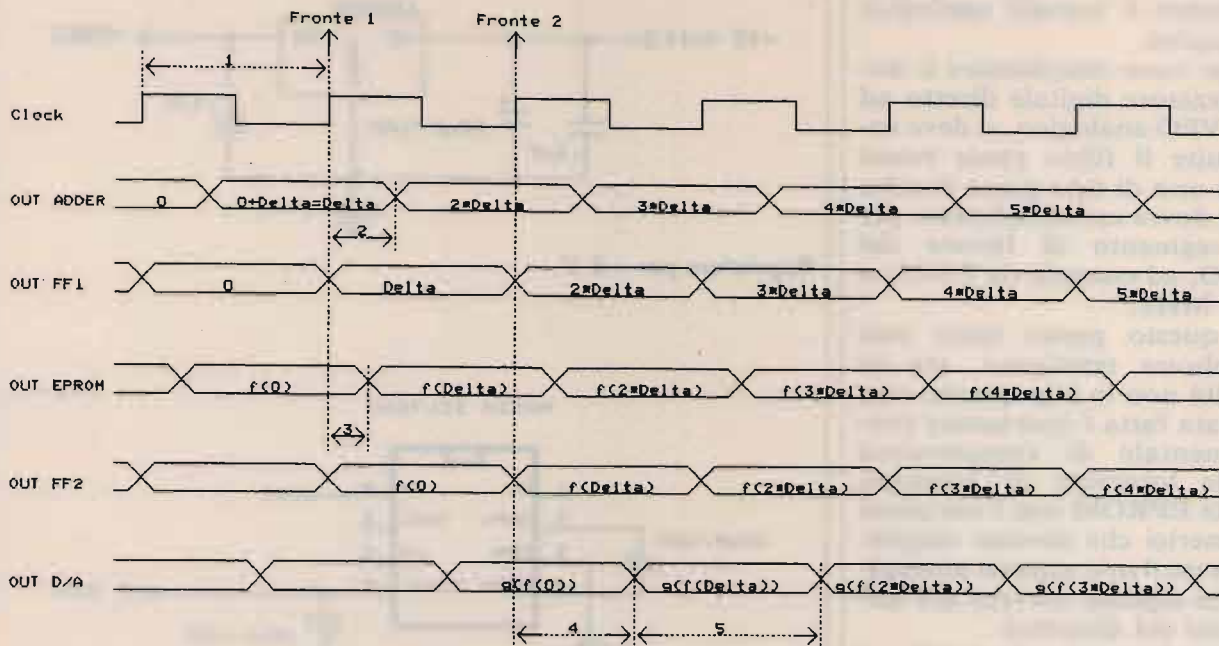 Fronte 1 Fronte 2
1
Clock
OUT ADDER 0 0+Delta=Delta 2*Delta 3*Delta 4*Delta 5*Delta
2
OUT FF1 0 Delta 2*Delta 3*Delta 4*Delta 5*Delta
OUT EPROM f(0) f(Delta) f(2*Delta) f(3*Delta) f(4*Delta)
3
OUT FF2 f(0) f(Delta) f(2*Delta) f(3*Delta) f(4*Delta)
OUT D/A g(f(0)) g(f(Delta)) g(f(2*Delta)) g(f(3*Delta))
4 5